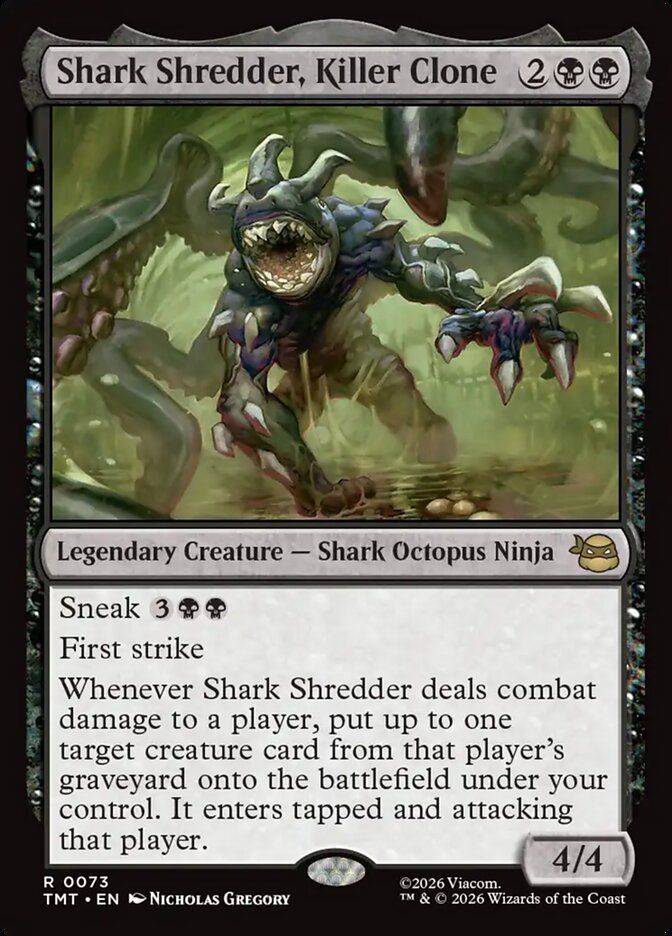 Shark Shredder, Killer Clone 2
Legendary Creature — Shark Octopus Ninja
Sneak 3
First strike
Whenever Shark Shredder deals combat
damage to a player, put up to one
target creature card from that player's
graveyard onto the battlefield under your
control. It enters tapped and attacking
that player.
4/4
R 0073
TMT • EN Nicholas Gregory
©2026 Viacom.
™ & © 2026 Wizards of the Coast